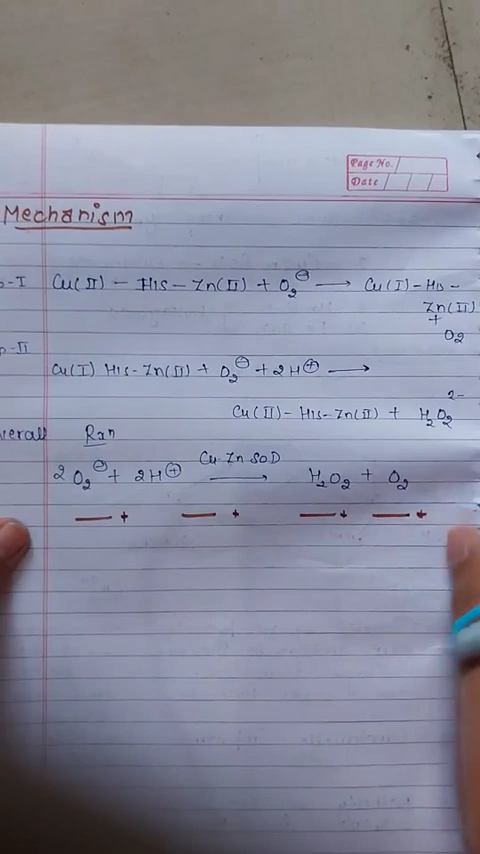 Page No.
Date
Mechanism
p-I Cu(II) – His – Zn(II) + O2⊖ → Cu(I) – His –
Zn(II)
+
O2
p-II
Cu(I) His-Zn(II) + O2⊖ + 2H⊕ →
Cu(II) – His – Zn(II) + H2O2 2-
verall Rxn
2O2⊖ + 2H⊕ Cu Zn SOD → H2O2 + O2